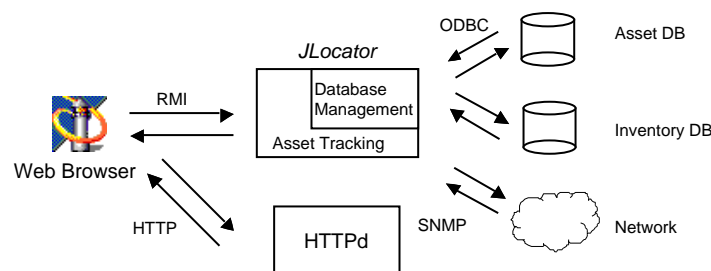 ODBC
Asset DB
JLocator
RMI
Database
Management
Asset Tracking
Inventory DB
Web Browser
HTTP
HTTPd
SNMP
Network